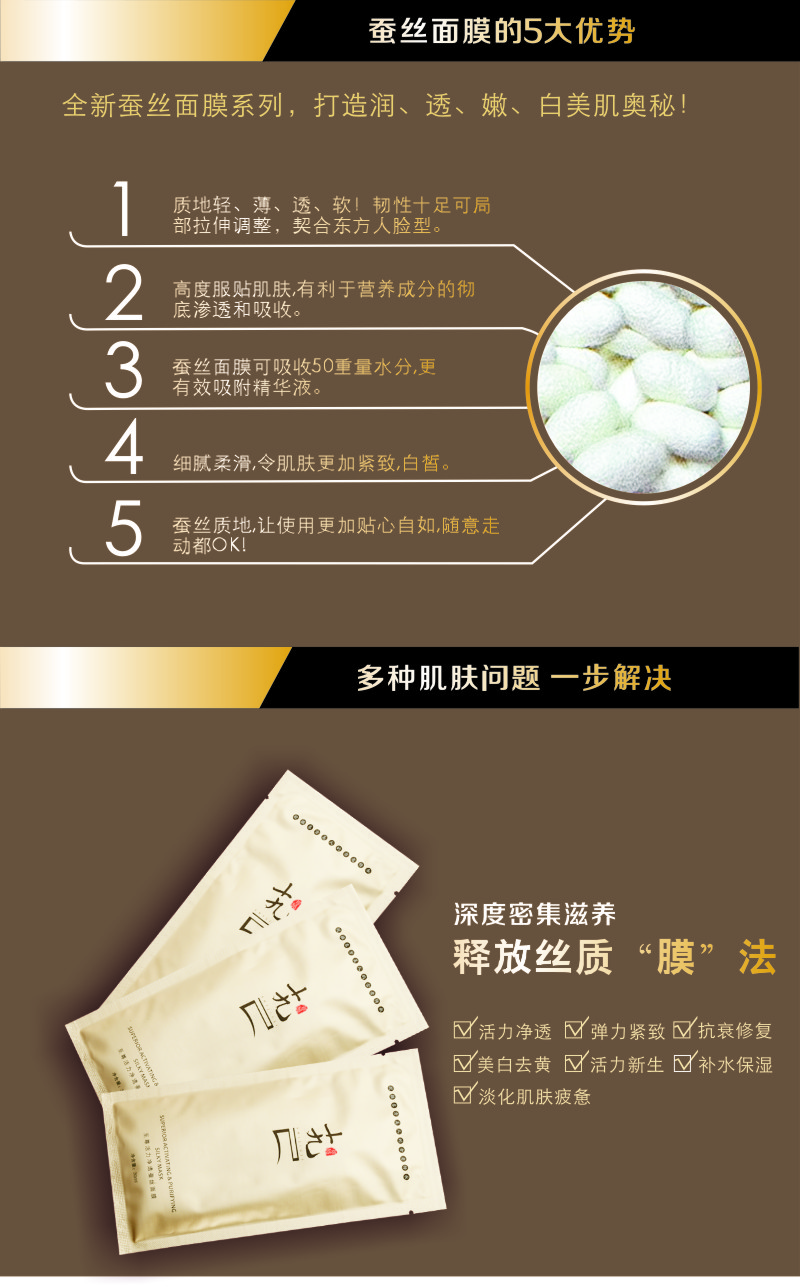 蚕丝面膜的5大优势
全新蚕丝面膜系列，打造润、透、嫩、白美肌奥秘！
1
质地轻、薄、透、软！韧性十足可局
部拉伸调整，契合东方人脸型。
2
高度服贴肌肤,有利于营养成分的彻
底渗透和吸收。
3
蚕丝面膜可吸收50重量水分,更
有效吸附精华液。
4
细腻柔滑,令肌肤更加紧致,白皙。
5
蚕丝质地,让使用更加贴心自如,随意走
动都OK!
多种肌肤问题 一步解决
深度密集滋养
释放丝质“膜”法
活力净透 弹力紧致 抗衰修复
美白去黄 活力新生 补水保湿
淡化肌肤疲惫
SUPERIOR ACTIVATING &
SILKY MASK
SUPERIOR ACTIVATING & PURIFYING
SILKY MASK